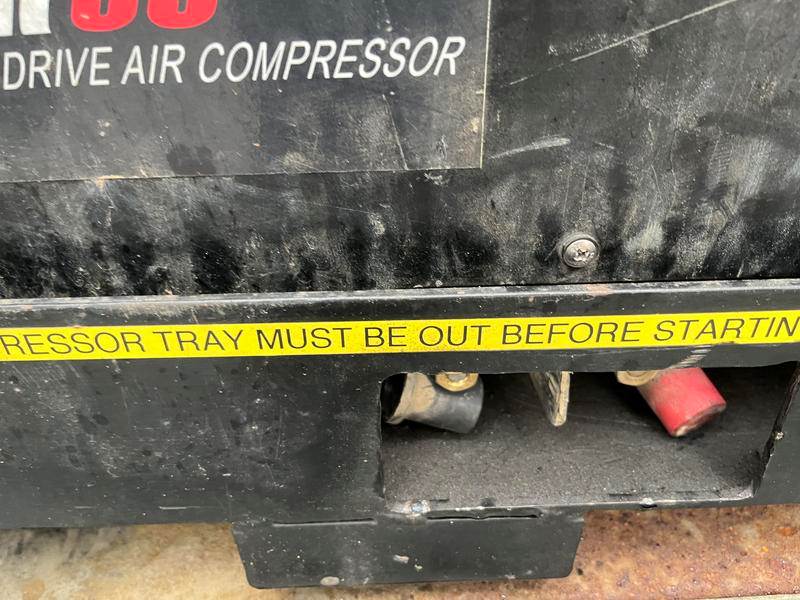 DRIVE AIR COMPRESSOR
RESSOR TRAY MUST BE OUT BEFORE STARTIN